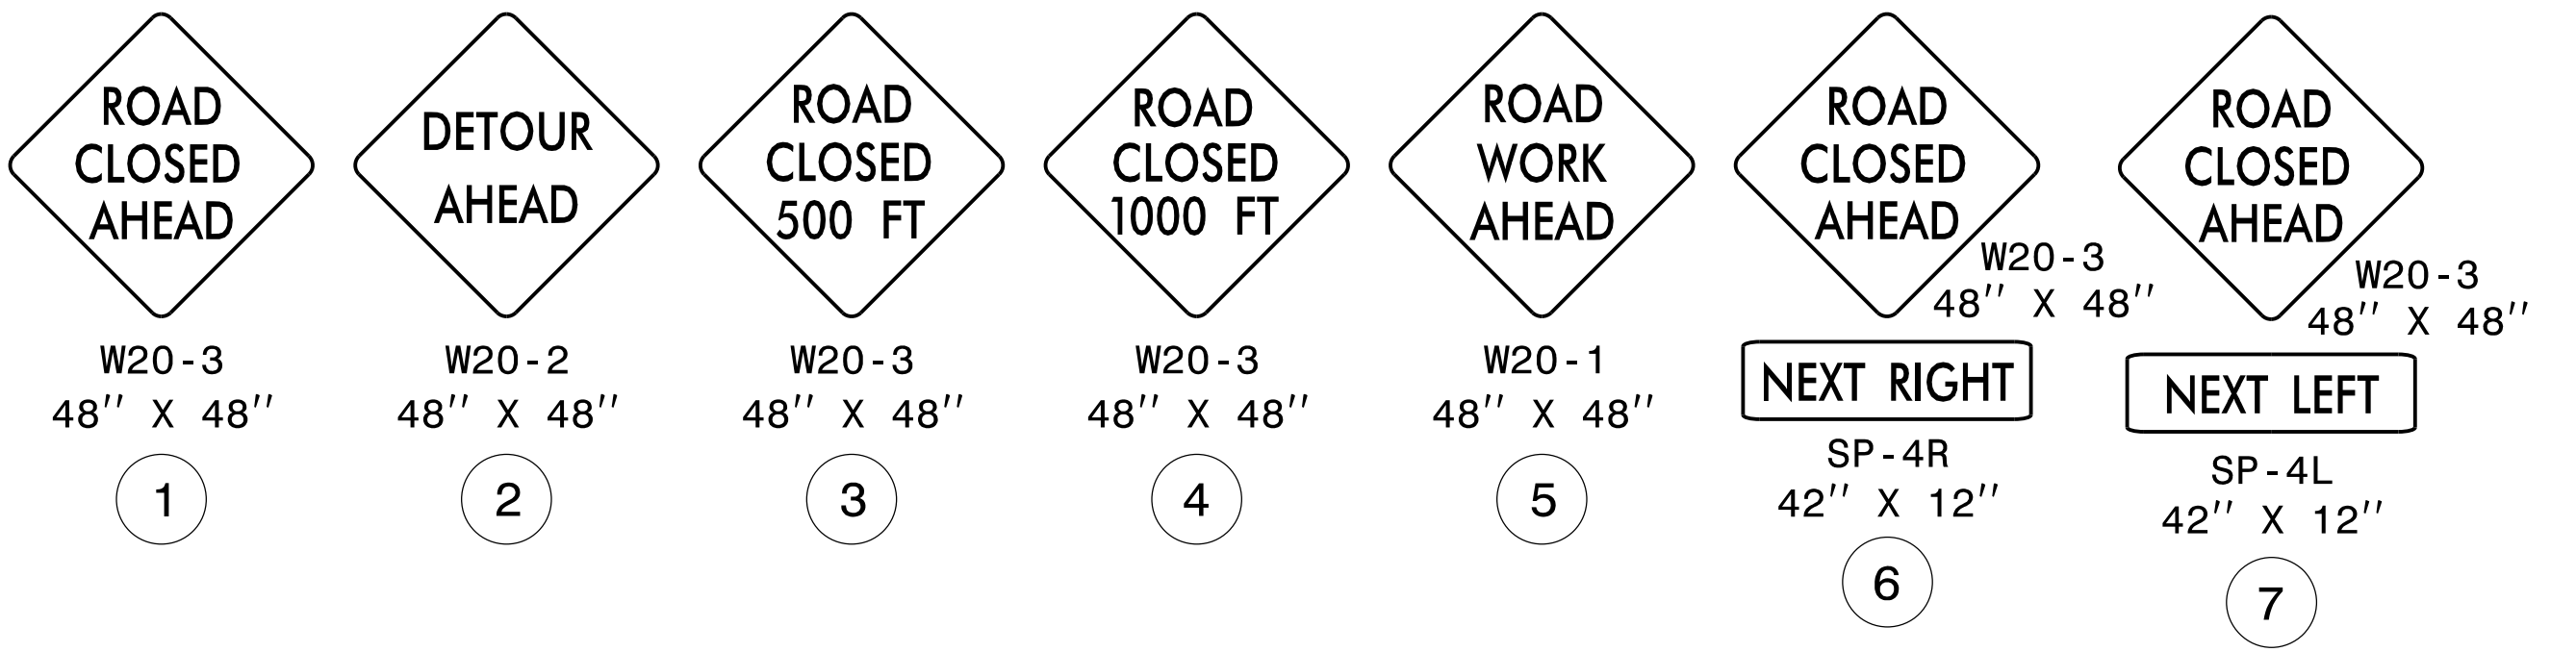 ROAD
CLOSED
AHEAD
W20-3
48'' X 48''
1
DETOUR
AHEAD
W20-2
48'' X 48''
2
ROAD
CLOSED
500 FT
W20-3
48'' X 48''
3
ROAD
CLOSED
1000 FT
W20-3
48'' X 48''
4
ROAD
WORK
AHEAD
W20-1
48'' X 48''
5
ROAD
CLOSED
AHEAD
W20-3
48'' X 48''
NEXT RIGHT
SP-4R
42'' X 12''
6
ROAD
CLOSED
AHEAD
W20-3
48'' X 48''
NEXT LEFT
SP-4L
42'' X 12''
7